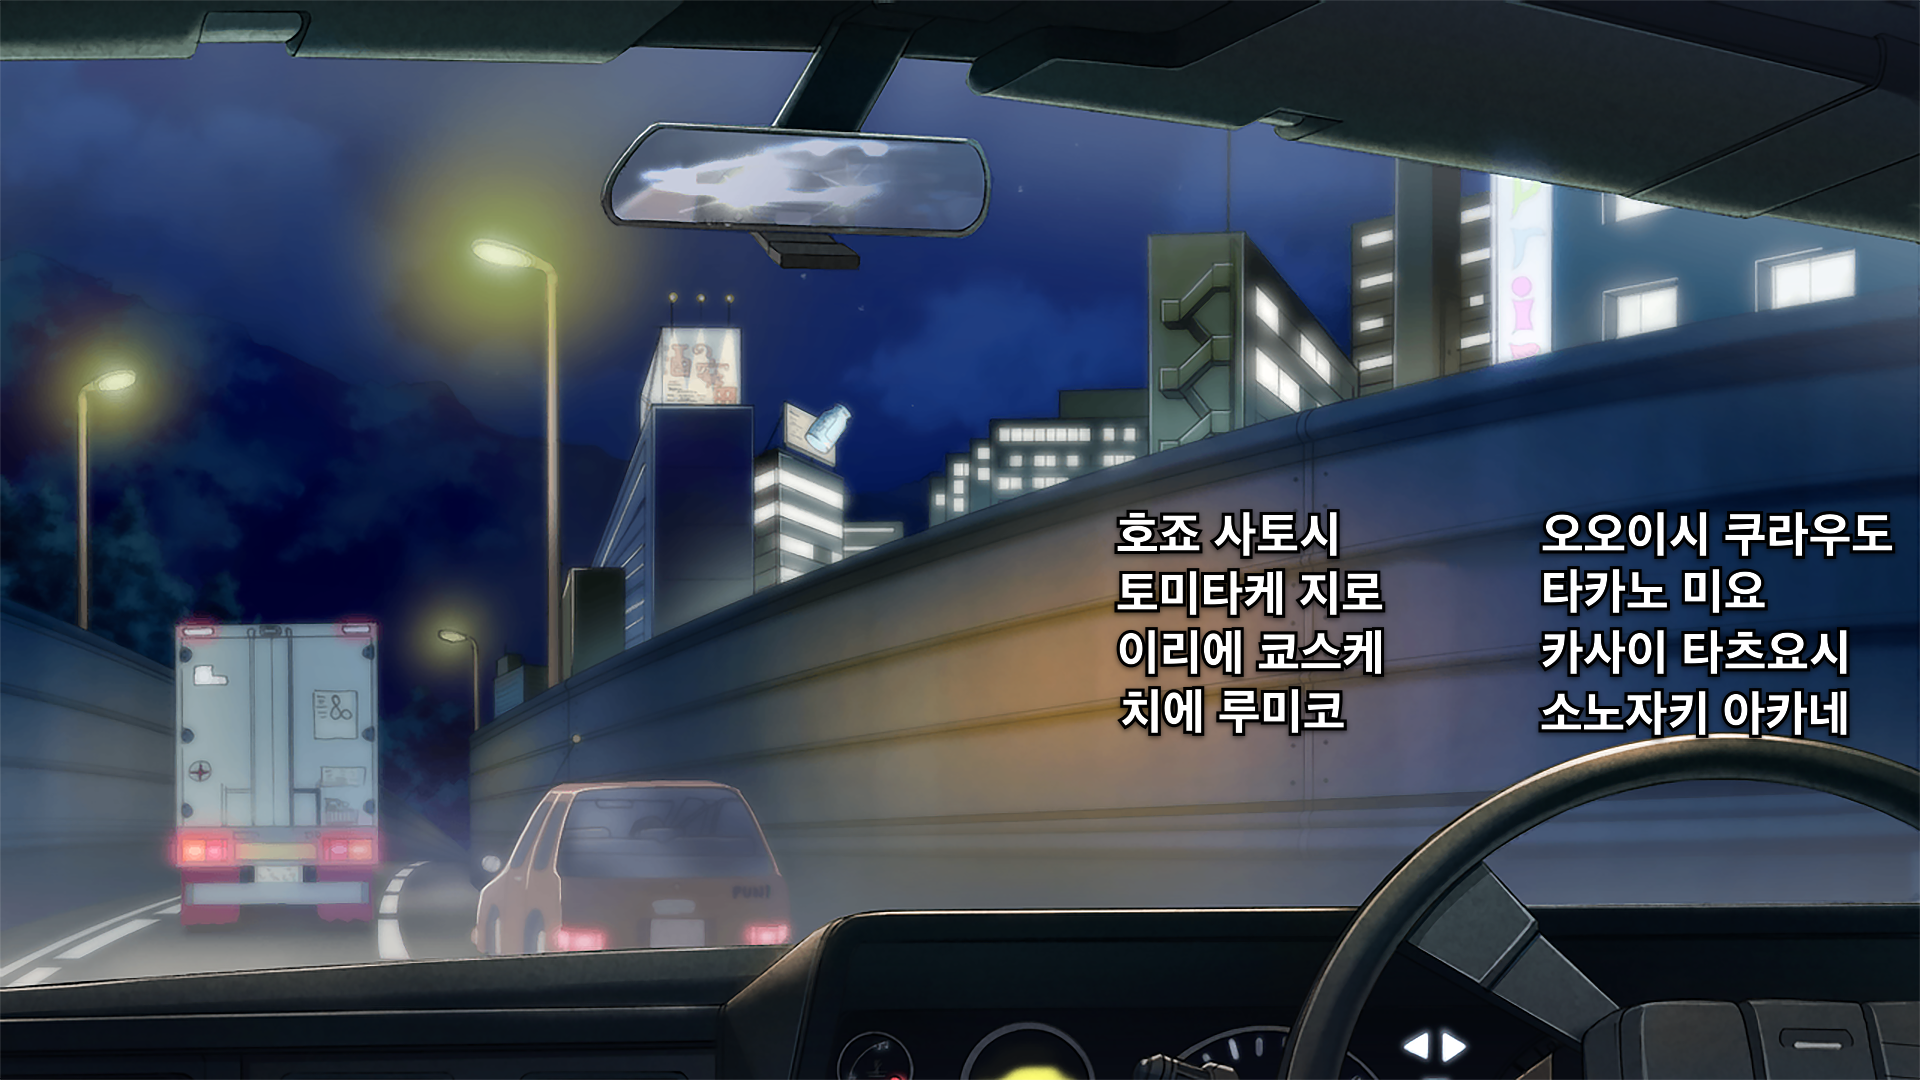 호죠 사토시
토미타케 지로
이리에 쿄스케
치에 루미코
오오이시 쿠라우도
타카노 미요
카사이 타츠요시
소노자키 아카네